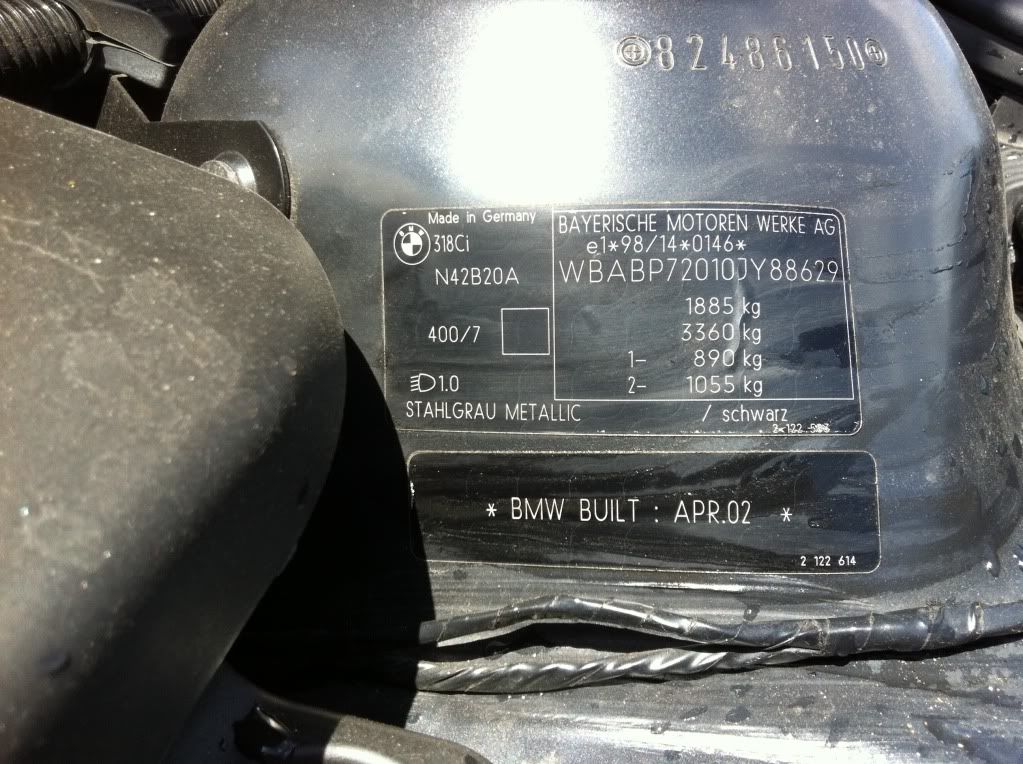 82486150
Made in Germany
BMW
318Ci
N42B20A
400/7
1.0
BAYERISCHE MOTOREN WERKE AG
e1*98/14*0146*
WBABP72010JY88629
1885 kg
3360 kg
1- 890 kg
2- 1055 kg
STAHLGRAU METALLIC / schwarz
* BMW BUILT : APR.02 *
2 122 614